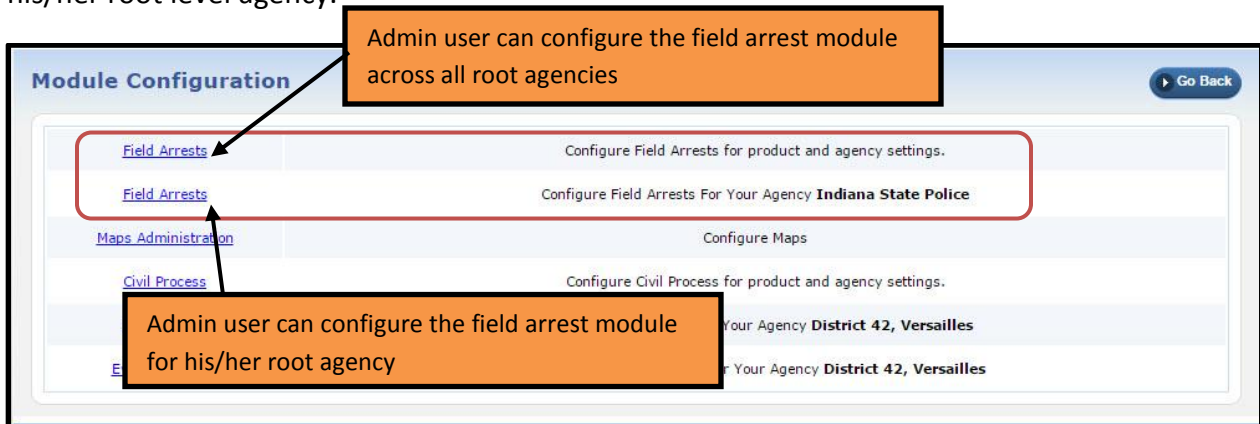 his/her root level agency.
Admin user can configure the field arrest module
across all root agencies
Module Configuration
Go Back
Field Arrests Configure Field Arrests for product and agency settings.
Field Arrests Configure Field Arrests For Your Agency Indiana State Police
Maps Administration Configure Maps
Civil Process Configure Civil Process for product and agency settings.
Admin user can configure the field arrest module
for his/her root agency
Your Agency District 42, Versailles
Your Agency District 42, Versailles